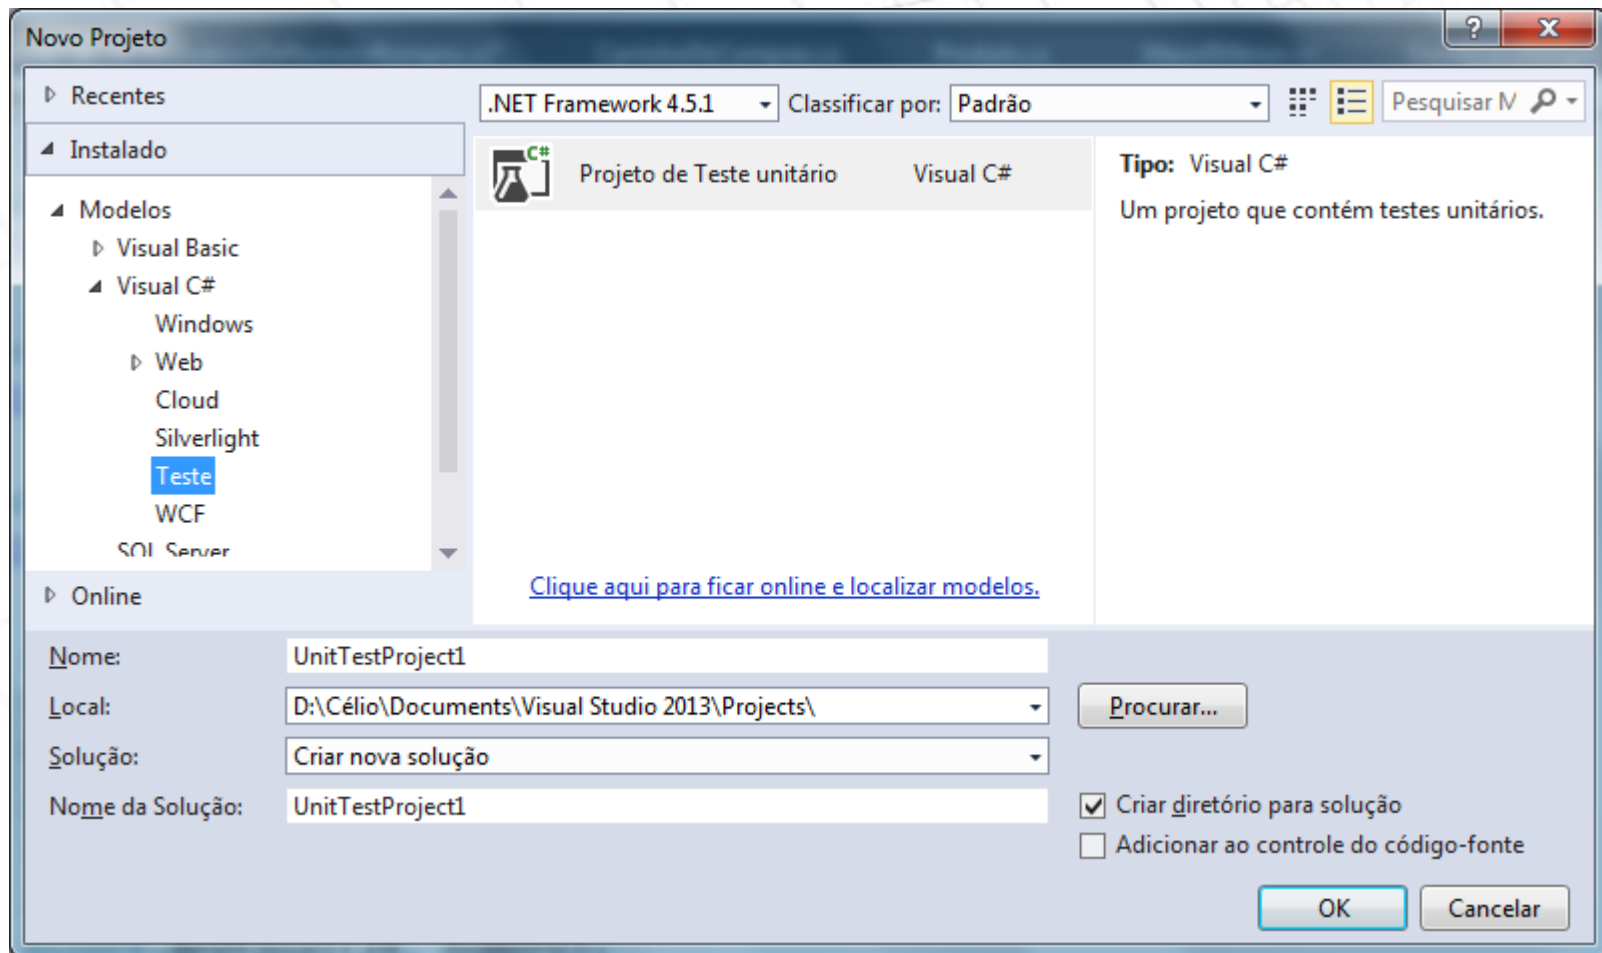 Novo Projeto
?
x
Recentes
Instalado
Modelos
Visual Basic
Visual C#
Windows
Web
Cloud
Silverlight
Teste
WCF
SQL Server
Online
.NET Framework 4.5.1
Classificar por: Padrão
Pesquisar M
C#
Projeto de Teste unitário Visual C#
Clique aqui para ficar online e localizar modelos.
Tipo: Visual C#
Um projeto que contém testes unitários.
Nome: UnitTestProject1
Local: D:\Célio\Documents\Visual Studio 2013\Projects\
Procurar...
Solução: Criar nova solução
Nome da Solução: UnitTestProject1
Criar diretório para solução
Adicionar ao controle do código-fonte
OK Cancelar